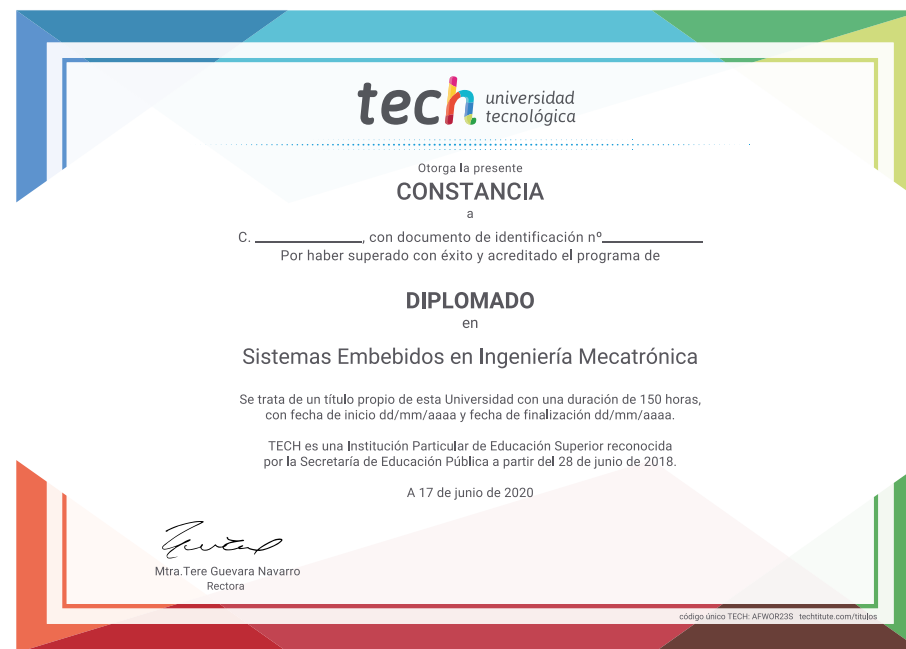 tech universidad
tecnológica
Otorga la presente
CONSTANCIA
a
C. ____________, con documento de identificación nº____________
Por haber superado con éxito y acreditado el programa de
DIPLOMADO
en
Sistemas Embebidos en Ingeniería Mecatrónica
Se trata de un título propio de esta Universidad con una duración de 150 horas,
con fecha de inicio dd/mm/aaaa y fecha de finalización dd/mm/aaaa.
TECH es una Institución Particular de Educación Superior reconocida
por la Secretaría de Educación Pública a partir del 28 de junio de 2018.
A 17 de junio de 2020
Mtra.Tere Guevara Navarro
Rectora
código único TECH: AFWOR23S techtitute.com/titulos